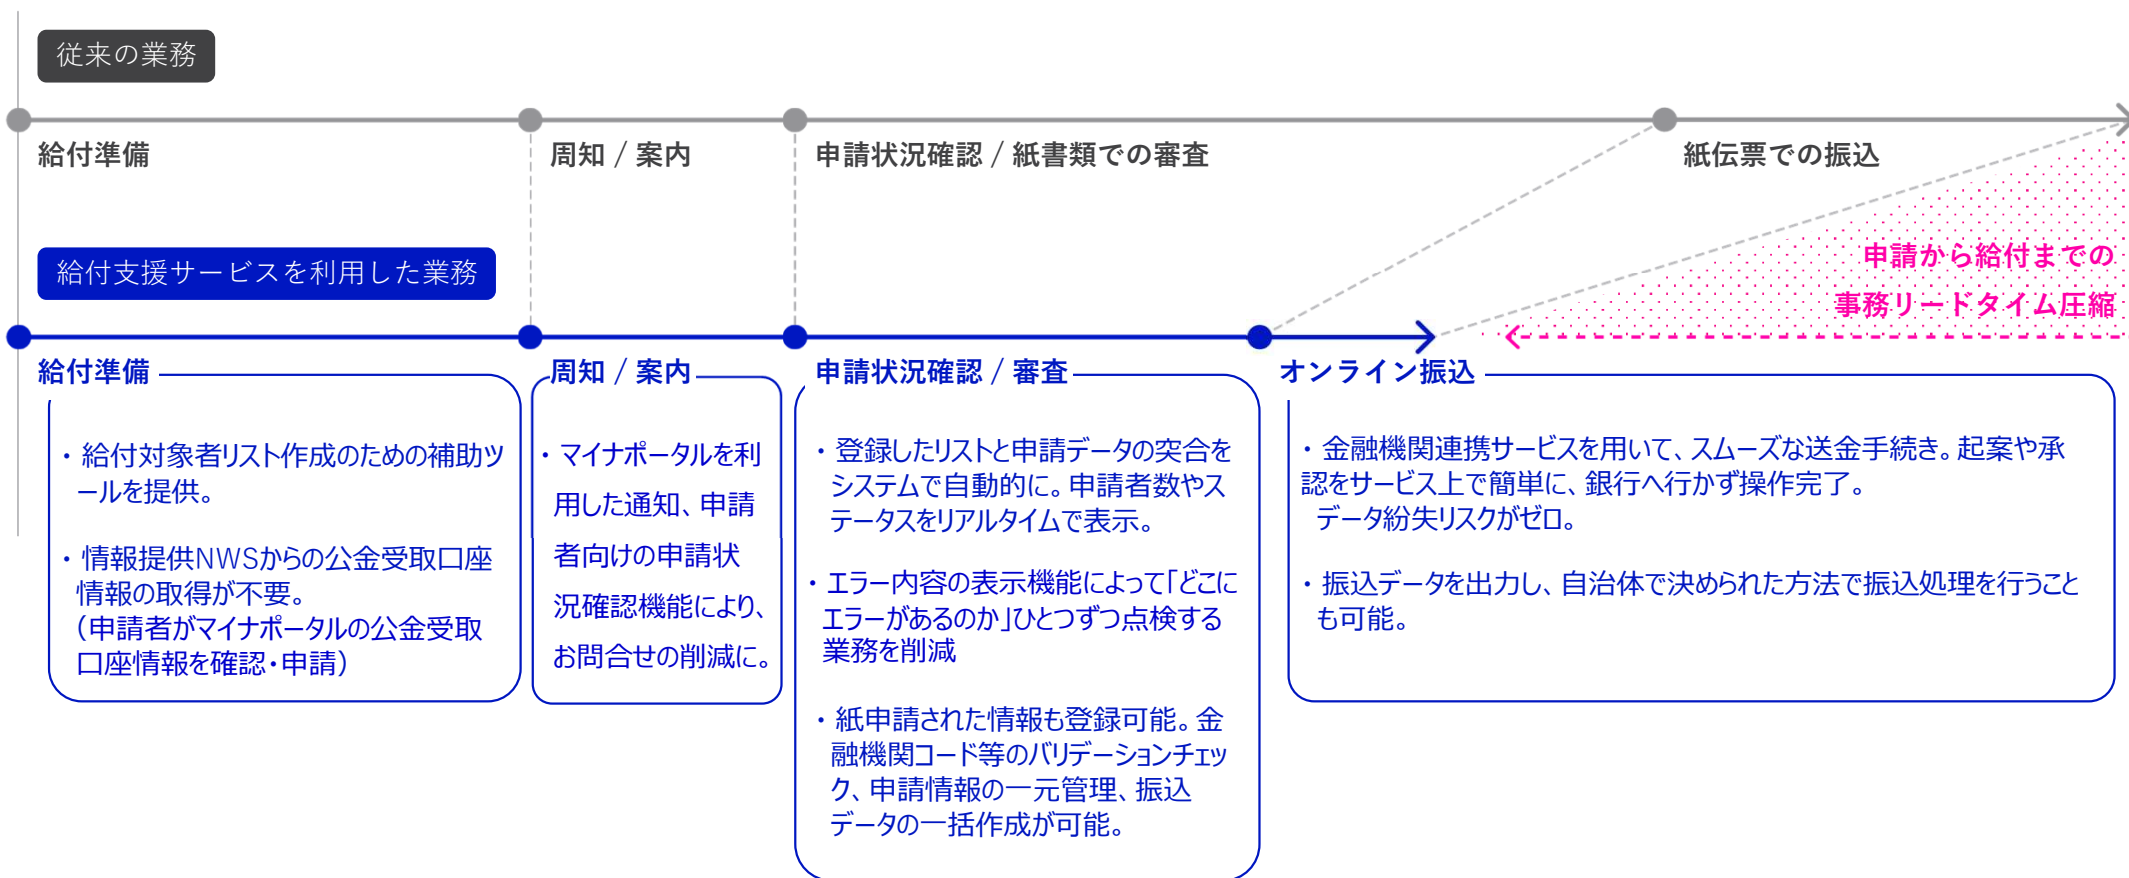 従来の業務
給付準備
周知 / 案内
申請状況確認 / 紙書類での審査
紙伝票での振込
給付支援サービスを利用した業務
申請から給付までの
事務リードタイム圧縮
給付準備
・給付対象者リスト作成のための補助ツ
ールを提供。
・情報提供NWSからの公金受取口座
情報の取得が不要。
（申請者がマイナポータルの公金受取
口座情報を確認・申請）
周知 / 案内
・マイナポータルを利
用した通知、申請
者向けの申請状
況確認機能により、
お問合せの削減に。
申請状況確認 / 審査
・登録したリストと申請データの突合を
システムで自動的に。申請者数やス
テータスをリアルタイムで表示。
・エラー内容の表示機能によって「どこに
エラーがあるのか」ひとつずつ点検する
業務を削減
・紙申請された情報も登録可能。金
融機関コード等のバリデーションチェッ
ク、申請情報の一元管理、振込
データの一括作成が可能。
オンライン振込
・金融機関連携サービスを用いて、スムーズな送金手続き。起案や承
認をサービス上で簡単に、銀行へ行かず操作完了。
データ紛失リスクがゼロ。
・振込データを出力し、自治体で決められた方法で振込処理を行うこと
も可能。